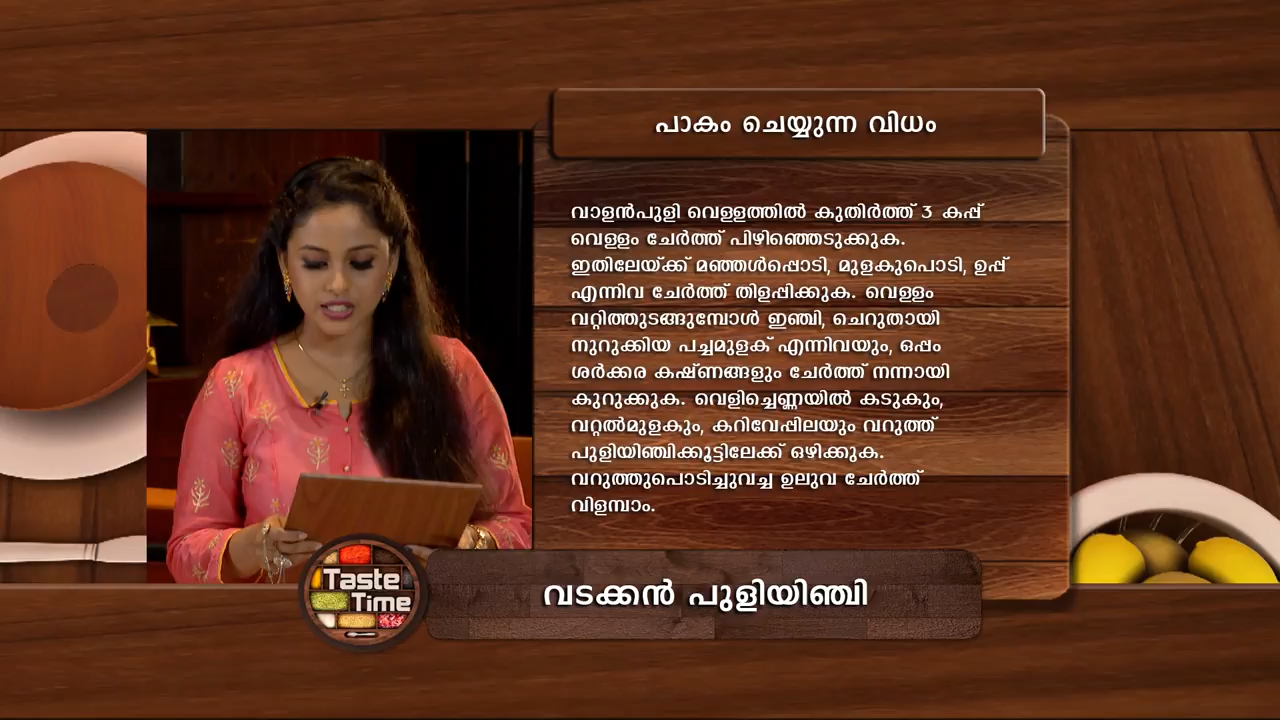 പാകം ചെയ്യുന്ന വിധം
വാളൻപുളി വെള്ളത്തിൽ കുതിർത്ത് 3 കപ്പ്
വെള്ളം ചേർത്ത് പിഴിഞ്ഞെടുക്കുക.
ഇതിലേയ്ക്ക് മഞ്ഞൾപ്പൊടി, മുളകുപൊടി, ഉപ്പ്
എന്നിവ ചേർത്ത് തിളപ്പിക്കുക. വെള്ളം
വറ്റിത്തുടങ്ങുമ്പോൾ ഇഞ്ചി, ചെറുതായി
നുറുക്കിയ പച്ചമുളക് എന്നിവയും, ഒപ്പം
ശർക്കര കഷ്ണങ്ങളും ചേർത്ത് നന്നായി
കുറുക്കുക. വെളിച്ചെണ്ണയിൽ കടുകും,
വറ്റൽമുളകും, കറിവേപ്പിലയും വറുത്ത്
പുളിയിഞ്ചിക്കൂട്ടിലേക്ക് ഒഴിക്കുക.
വറുത്തുപൊടിച്ചുവച്ച ഉലുവ ചേർത്ത്
വിളമ്പാം.
Taste
Time
വടക്കൻ പുളിയിഞ്ചി